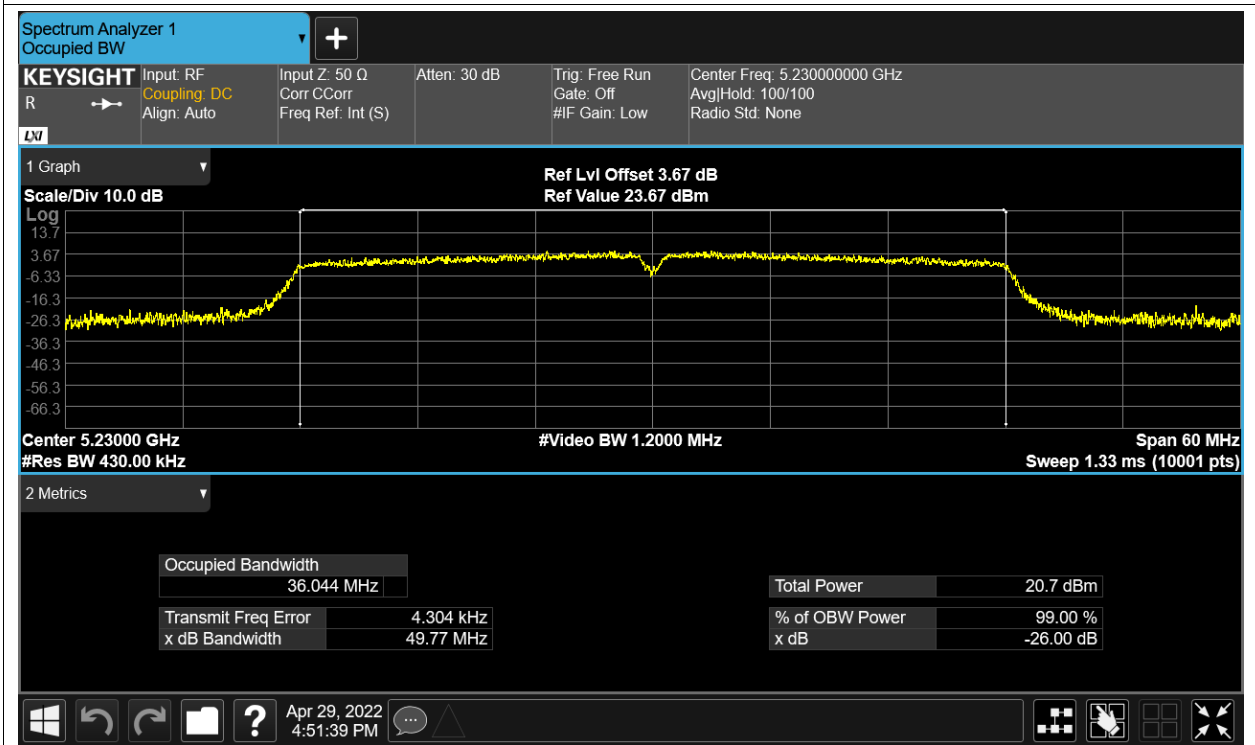 Spectrum Analyzer 1
Occupied BW
KEYSIGHT Input: RF Input Z: 50 Ω Atten: 30 dB Trig: Free Run Center Freq: 5.230000000 GHz
R Coupling: DC Corr CCorr Gate: Off Avg|Hold: 100/100
Align: Auto Freq Ref: Int (S) #IF Gain: Low Radio Std: None
LXI
1 Graph
Ref Lvl Offset 3.67 dB
Scale/Div 10.0 dB Ref Value 23.67 dBm
Log
13.7
3.67
-6.33
-16.3
-26.3
-36.3
-46.3
-56.3
-66.3
Center 5.23000 GHz #Video BW 1.2000 MHz Span 60 MHz
#Res BW 430.00 kHz Sweep 1.33 ms (10001 pts)
2 Metrics
Occupied Bandwidth
36.044 MHz Total Power 20.7 dBm
Transmit Freq Error 4.304 kHz % of OBW Power 99.00 %
x dB Bandwidth 49.77 MHz x dB -26.00 dB
Apr 29, 2022
4:51:39 PM